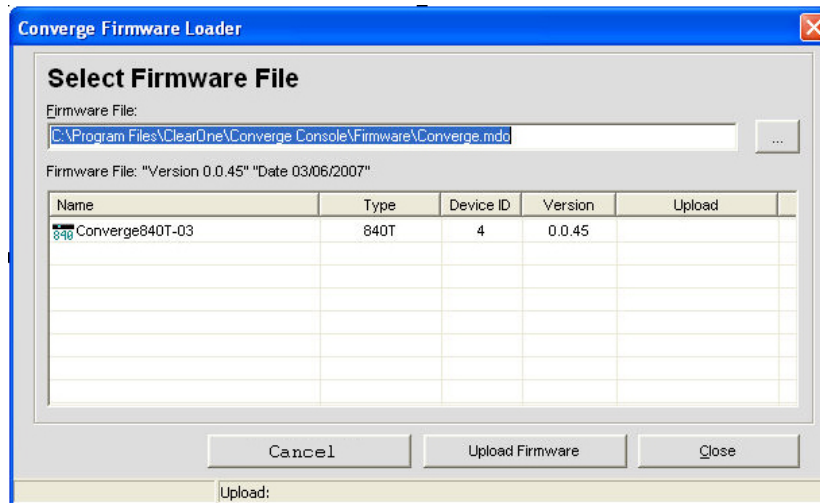 Converge Firmware Loader
Select Firmware File
Firmware File:
C:\Program Files\ClearOne\Converge Console\Firmware\Converge.mdo
...
Firmware File: "Version 0.0.45" "Date 03/06/2007"
Name Type Device ID Version Upload
840 Converge840T-03 840T 4 0.0.45
Cancel Upload Firmware Close
Upload: